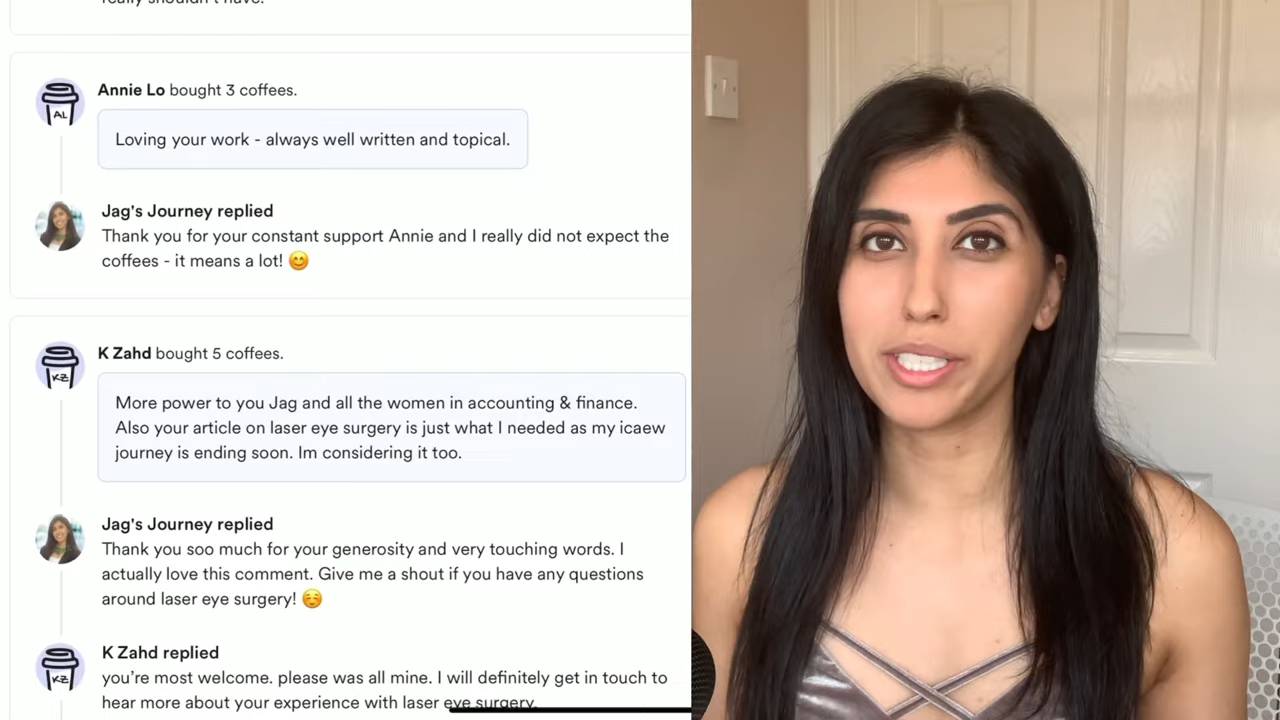 really shouldn't have.
Annie Lo bought 3 coffees.
AL
Loving your work - always well written and topical.
Jag's Journey replied
Thank you for your constant support Annie and I really did not expect the
coffees - it means a lot! 😊
K Zahd bought 5 coffees.
KZ
More power to you Jag and all the women in accounting & finance.
Also your article on laser eye surgery is just what I needed as my icaew
journey is ending soon. Im considering it too.
Jag's Journey replied
Thank you soo much for your generosity and very touching words. I
actually love this comment. Give me a shout if you have any questions
around laser eye surgery! ☺️
K Zahd replied
KZ
you’re most welcome. please was all mine. I will definitely get in touch to
hear more about your experience with laser eye surgery.